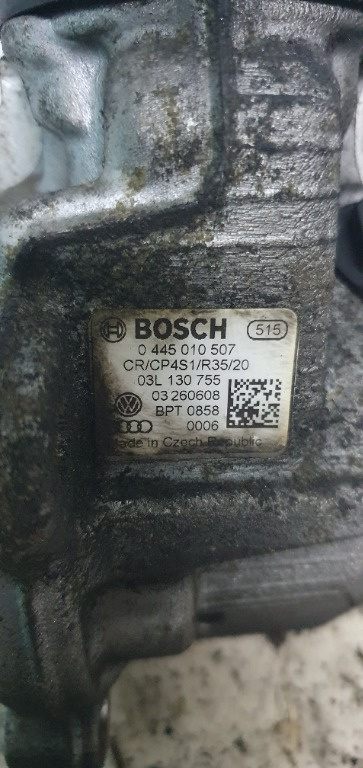 BOSCH 515
0 445 010 507
CR/CP4S1/R35/20
03L 130 755
03 260608
BPT 0858
0006
Made in Czech Republic